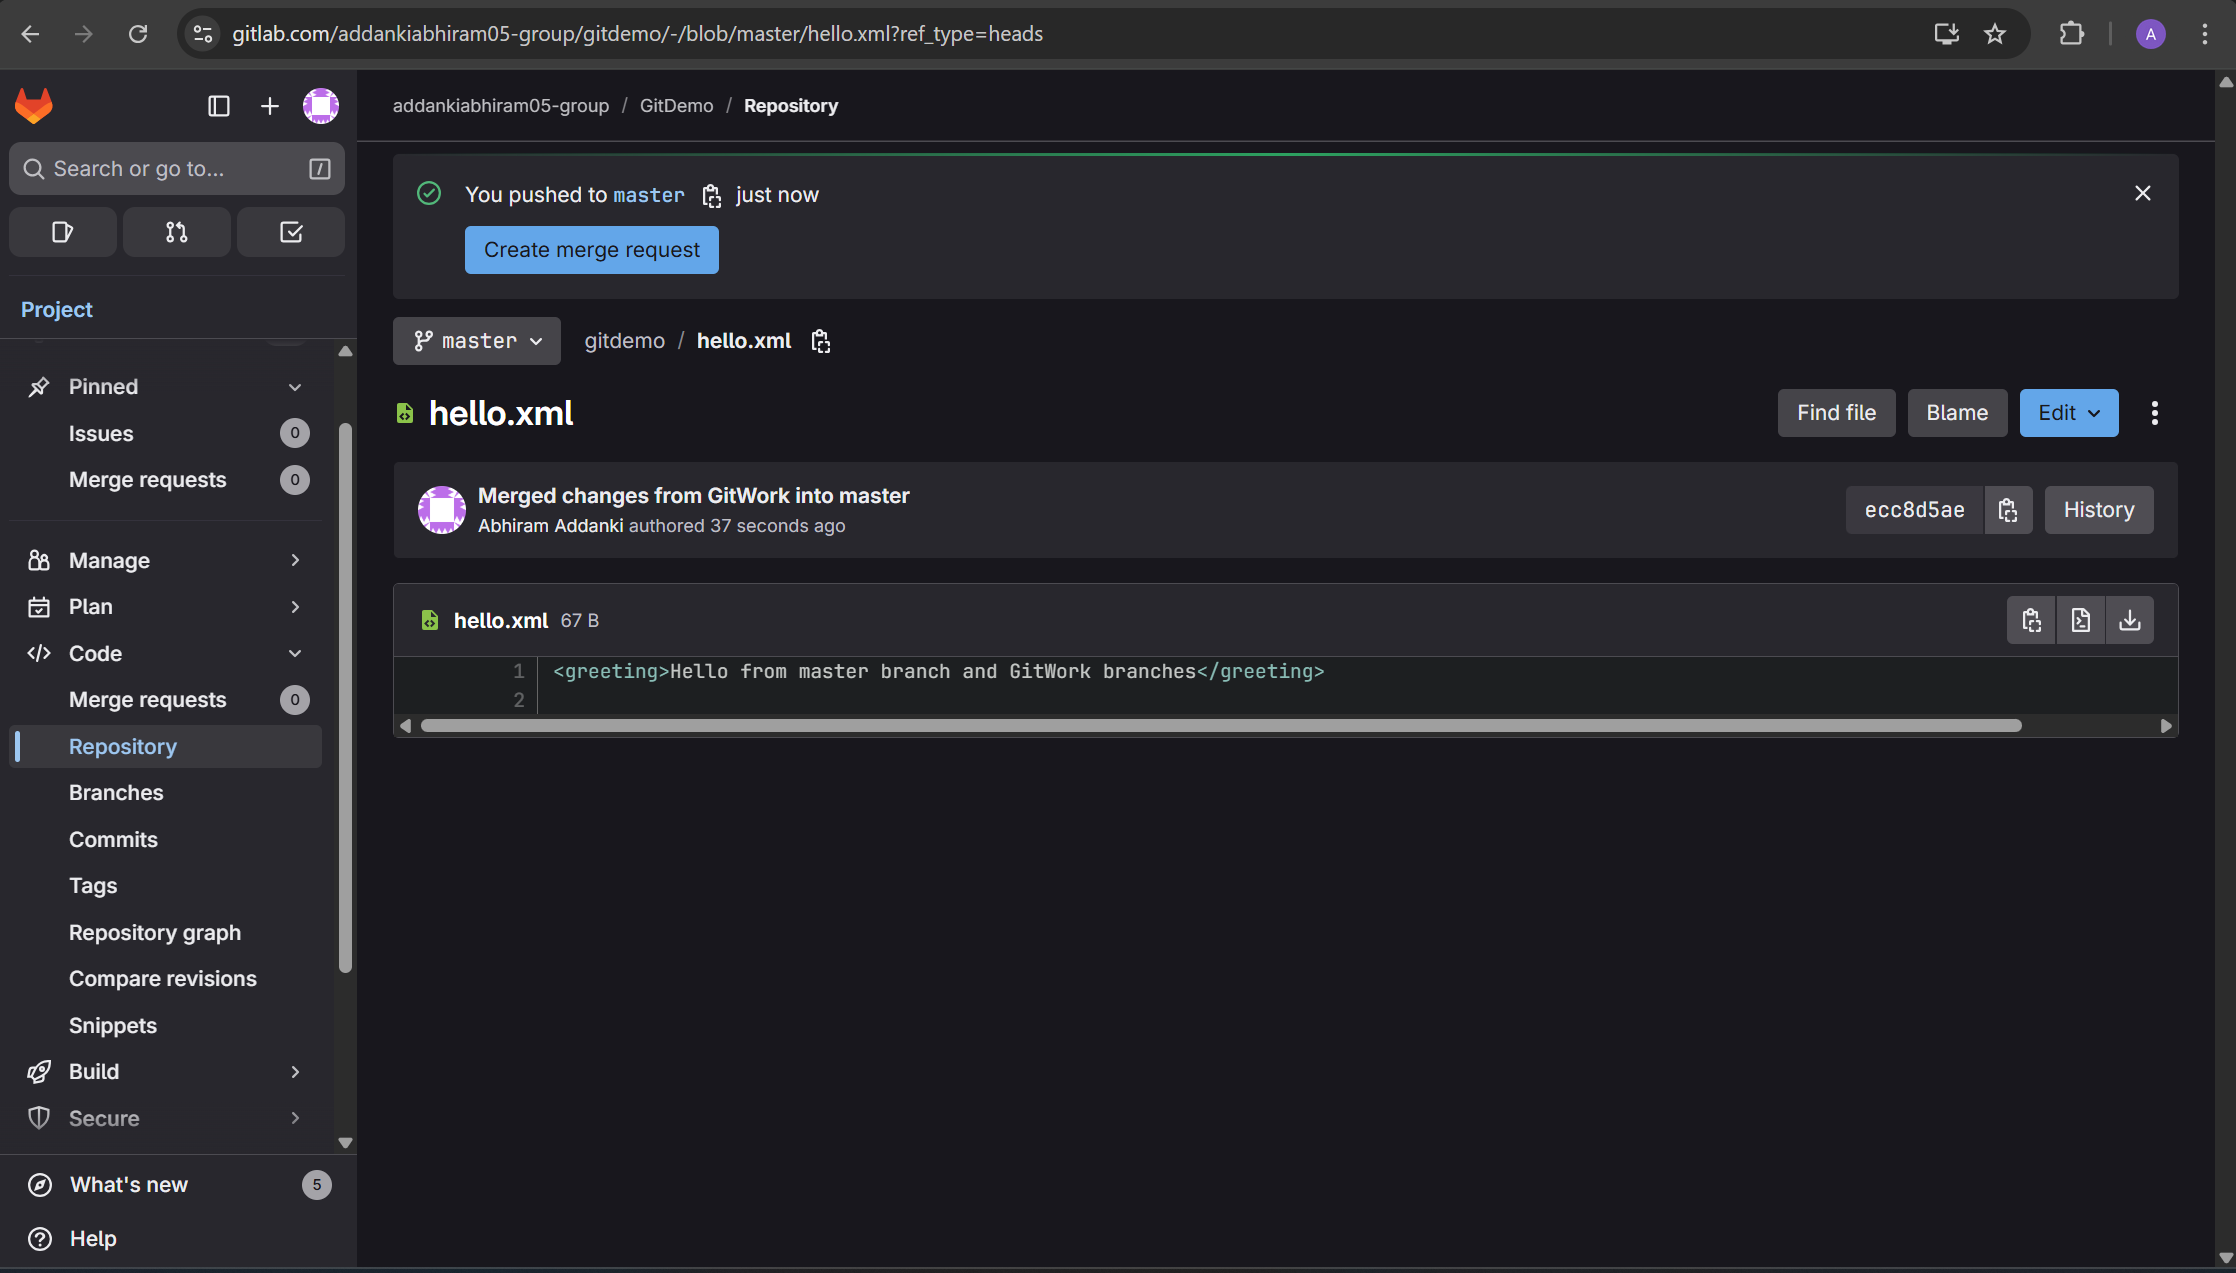 gitlab.com/addankiabhiram05-group/gitdemo/-/blob/master/hello.xml?ref_type=heads
A
Search or go to...
/
Project
Pinned
Issues 0
Merge requests 0
Manage
Plan
Code
Merge requests 0
Repository
Branches
Commits
Tags
Repository graph
Compare revisions
Snippets
Build
Secure
What's new 5
Help
addankiabhiram05-group / GitDemo / Repository
You pushed to master just now
Create merge request
master gitdemo / hello.xml
hello.xml
Find file Blame Edit
Merged changes from GitWork into master
Abhiram Addanki authored 37 seconds ago
ecc8d5ae History
hello.xml 67 B
1 <greeting>Hello from master branch and GitWork branches</greeting>
2